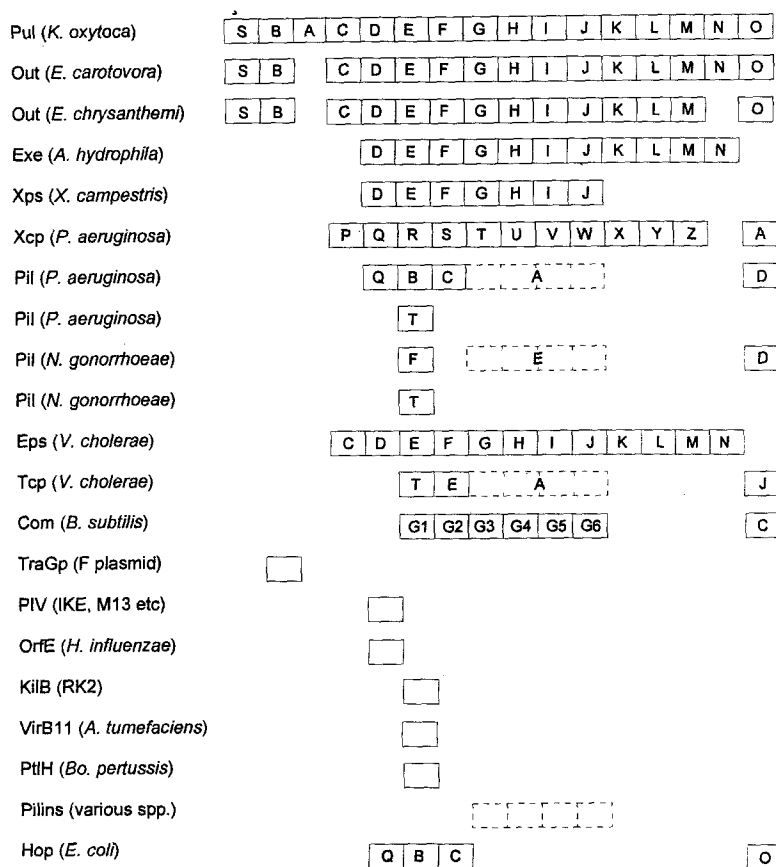 Pul (K. oxytoca) S B A C D E F G H I J K L M N O
Out (E. carotovora) S B C D E F G H I J K L M N O
Out (E. chrysanthemi) S B C D E F G H I J K L M O
Exe (A. hydrophila) D E F G H I J K L M N
Xps (X. campestris) D E F G H I J
Xcp (P. aeruginosa) P Q R S T U V W X Y Z A
Pil (P. aeruginosa) Q B C A D
Pil (P. aeruginosa) T
Pil (N. gonorrhoeae) F E D
Pil (N. gonorrhoeae) T
Eps (V. cholerae) C D E F G H I J K L M N
Tcp (V. cholerae) T E A J
Com (B. subtilis) G1 G2 G3 G4 G5 G6 C
TraGp (F plasmid)
PIV (IKE, M13 etc)
OrfE (H. influenzae)
KilB (RK2)
VirB11 (A. tumefaciens)
PtlH (Bo. pertussis)
Pilins (various spp.)
Hop (E. coli) Q B C O